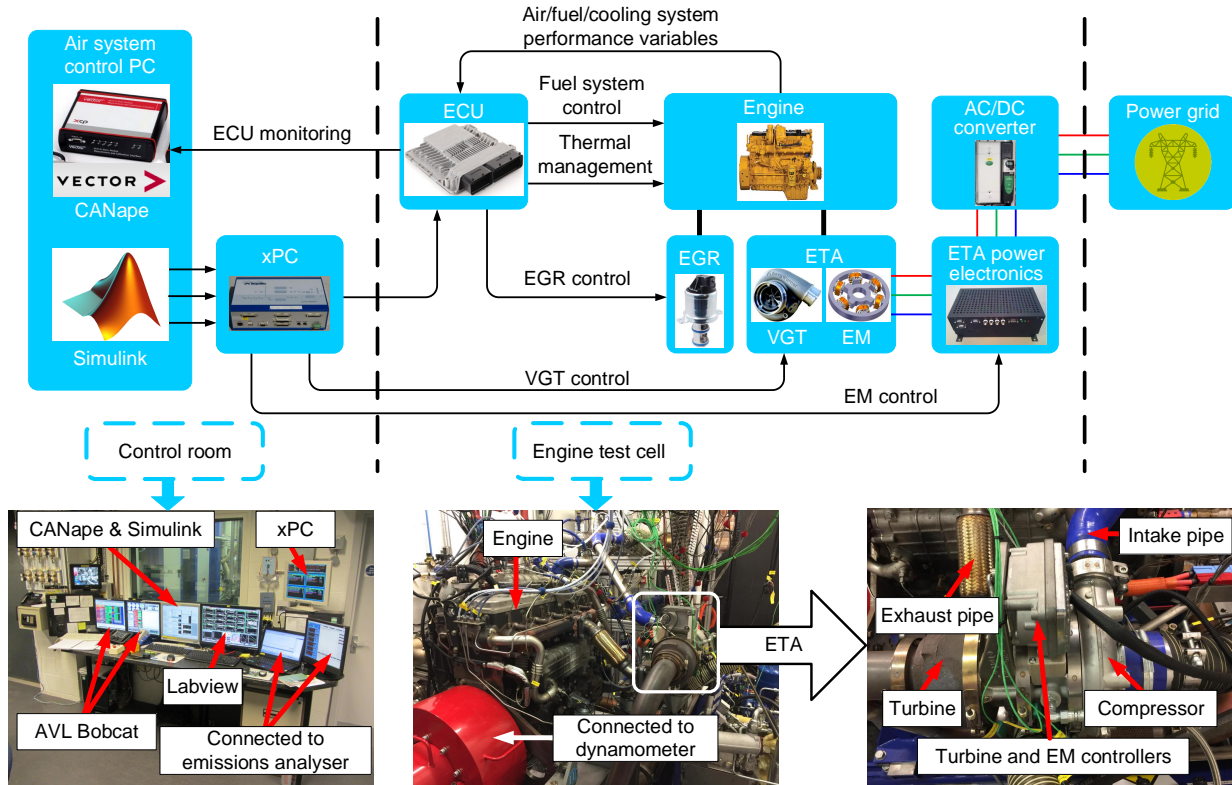 Air/fuel/cooling system
performance variables
Air system
control PC
VECTOR
CANape
Simulink
ECU monitoring
xPC
ECU
Fuel system
control
Thermal
management
Engine
EGR control
EGR
ETA
VGT
EM
AC/DC
converter
ETA power
electronics
Power grid
VGT control
EM control
Control room
Engine test cell
CANape & Simulink
xPC
Labview
AVL Bobcat
Connected to
emissions analyser
Engine
Connected to
dynamometer
ETA
Intake pipe
Exhaust pipe
Turbine
Compressor
Turbine and EM controllers